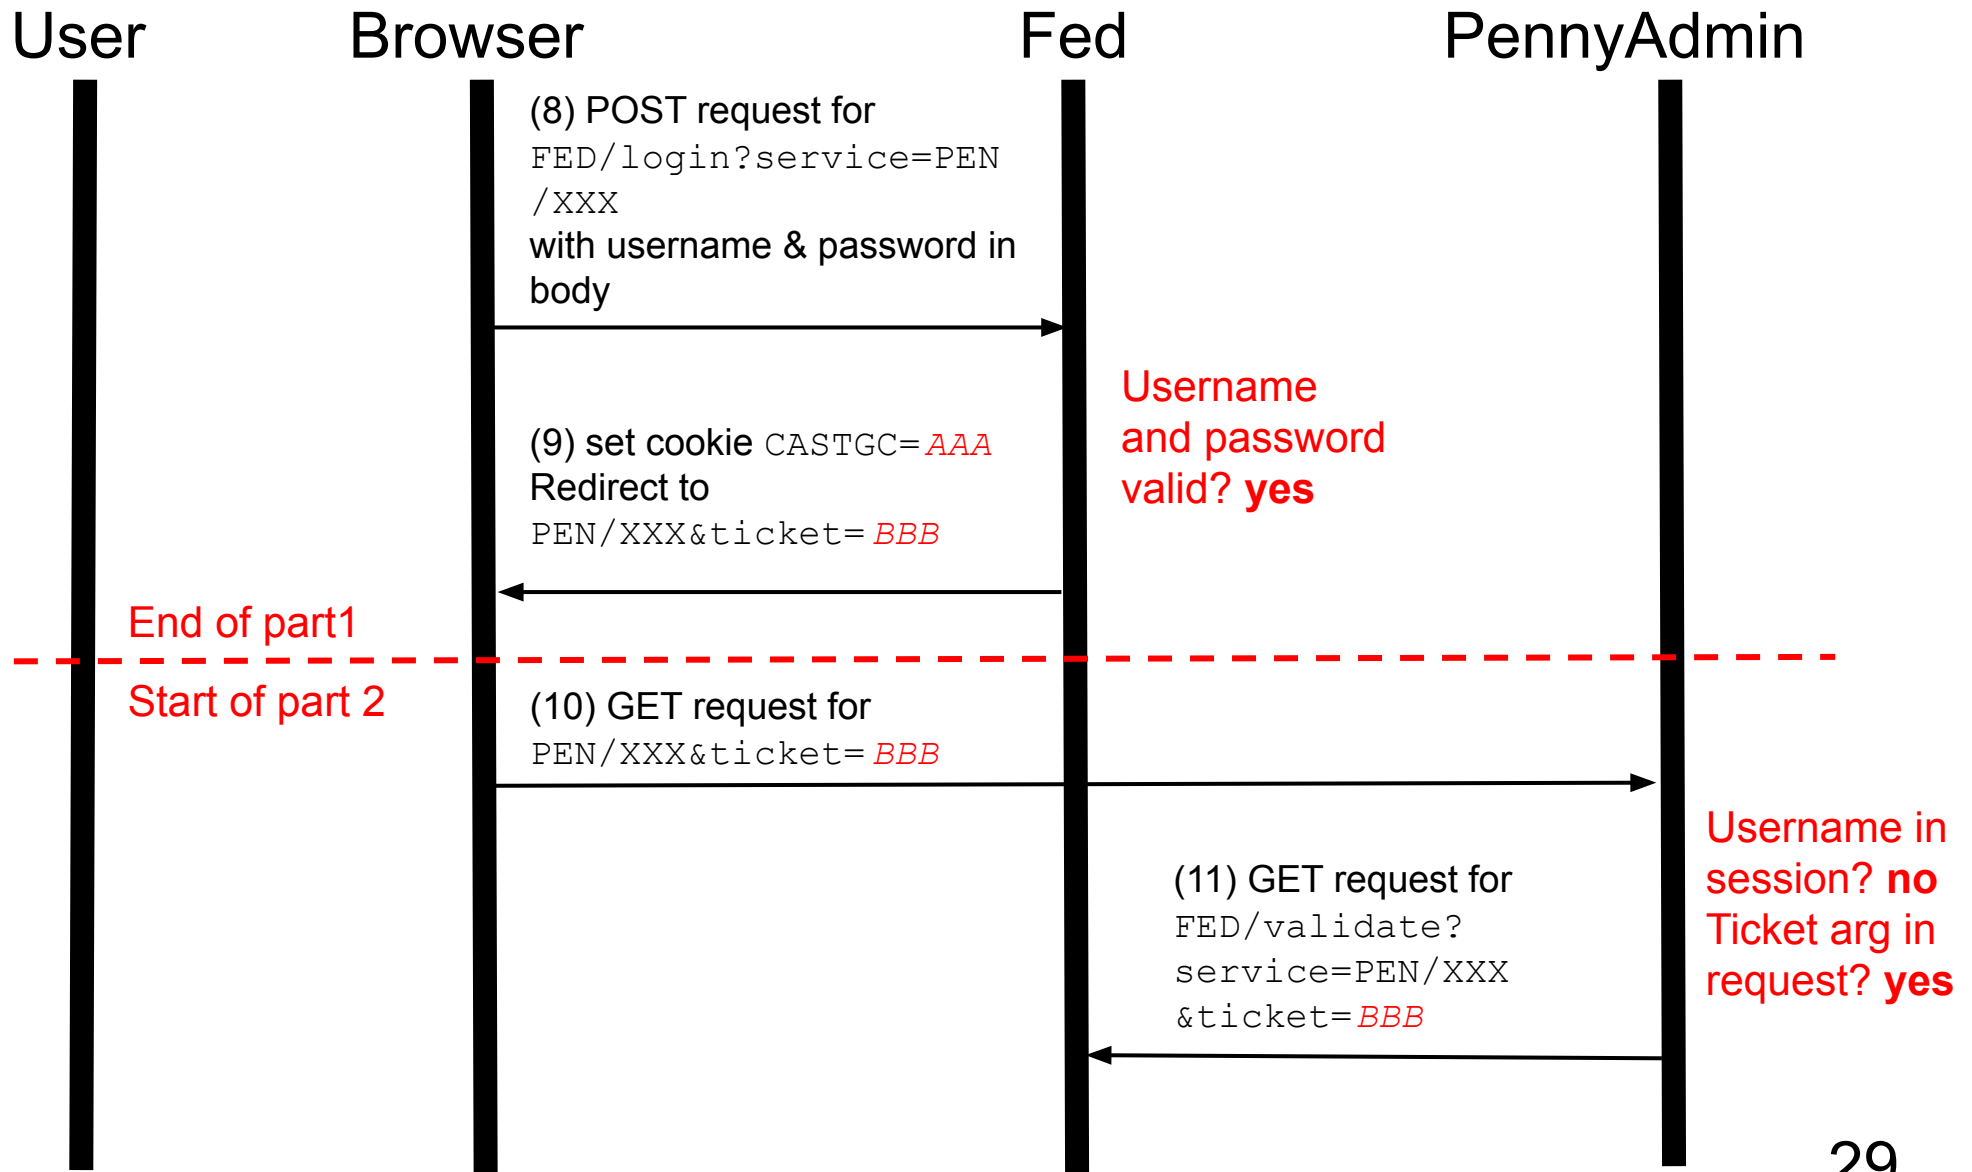 User Browser Fed PennyAdmin
(8) POST request for
FED/login?service=PEN
/XXX
with username & password in
body
Username
and password
valid? yes
(9) set cookie CASTGC=AAA
Redirect to
PEN/XXX&ticket=BBB
End of part1
Start of part 2
(10) GET request for
PEN/XXX&ticket=BBB
Username in
session? no
Ticket arg in
request? yes
(11) GET request for
FED/validate?
service=PEN/XXX
&ticket=BBB
29